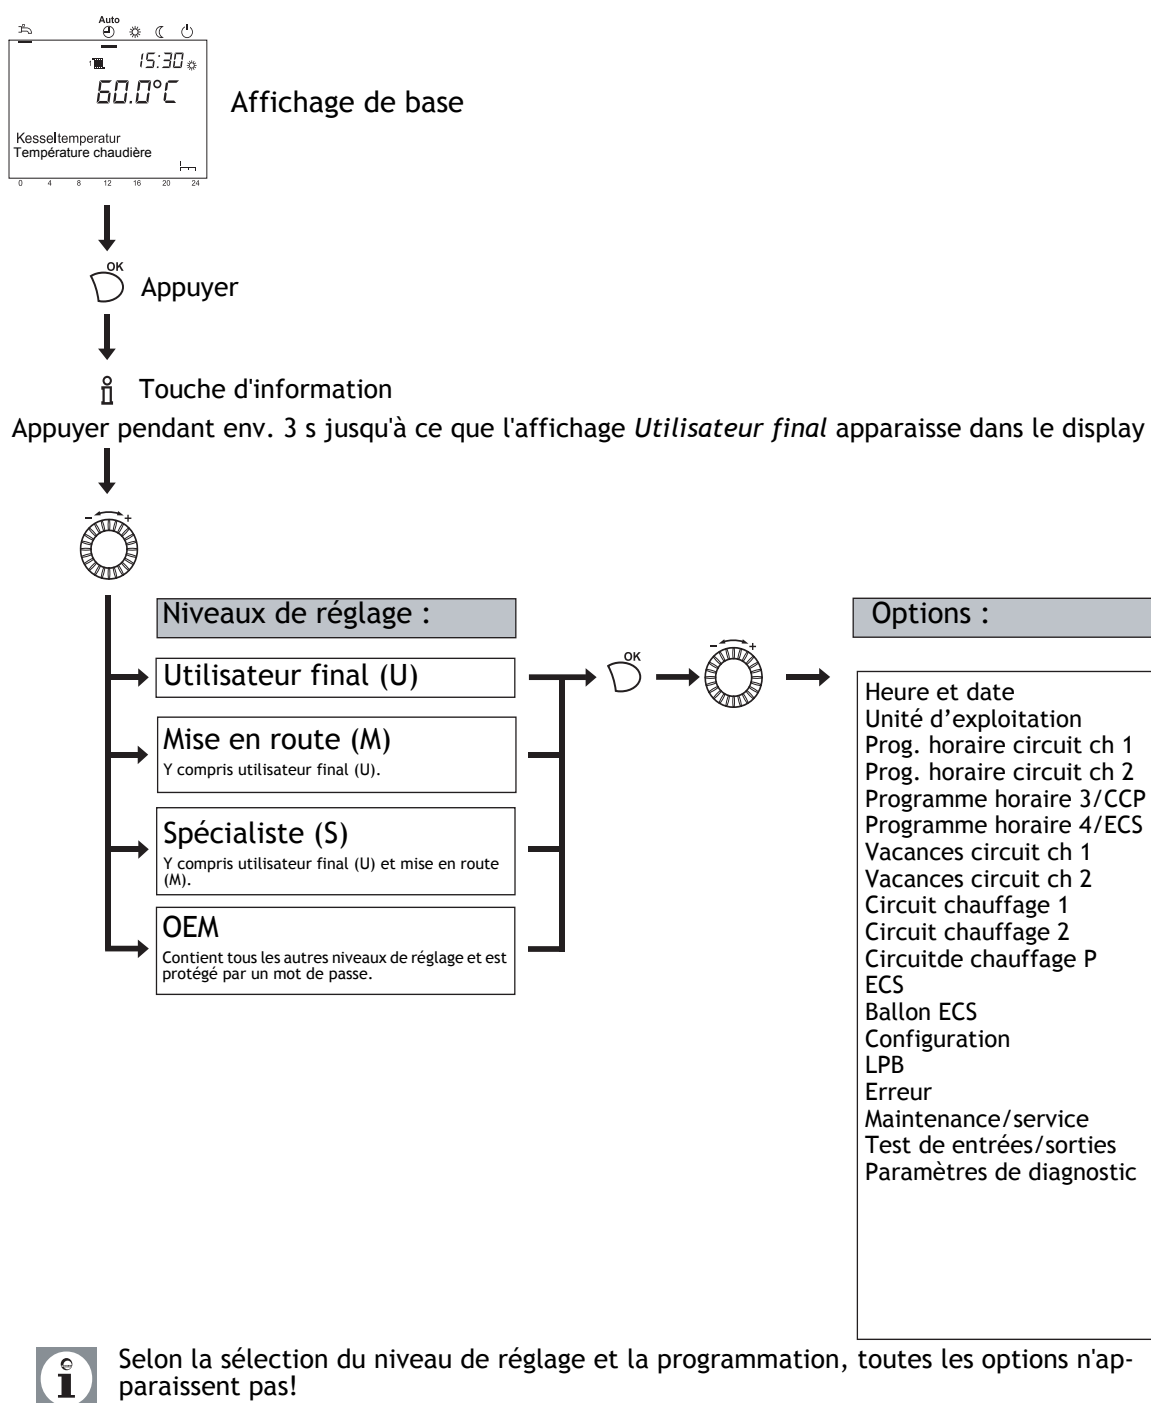 Auto
15:30
60.0°C
Affichage de base
Kesseltemperatur
Température chaudière
0 4 8 12 16 20 24
OK
Appuyer
Touche d'information
Appuyer pendant env. 3 s jusqu'à ce que l'affichage Utilisateur final apparaisse dans le display
- +
Niveaux de réglage :
Utilisateur final (U)
Mise en route (M)
Y compris utilisateur final (U).
Spécialiste (S)
Y compris utilisateur final (U) et mise en route
(M).
OEM
Contient tous les autres niveaux de réglage et est
protégé par un mot de passe.
OK
- +
Options :
Heure et date
Unité d’exploitation
Prog. horaire circuit ch 1
Prog. horaire circuit ch 2
Programme horaire 3/CCP
Programme horaire 4/ECS
Vacances circuit ch 1
Vacances circuit ch 2
Circuit chauffage 1
Circuit chauffage 2
Circuitde chauffage P
ECS
Ballon ECS
Configuration
LPB
Erreur
Maintenance/service
Test de entrées/sorties
Paramètres de diagnostic
Selon la sélection du niveau de réglage et la programmation, toutes les options n'ap-
paraissent pas!